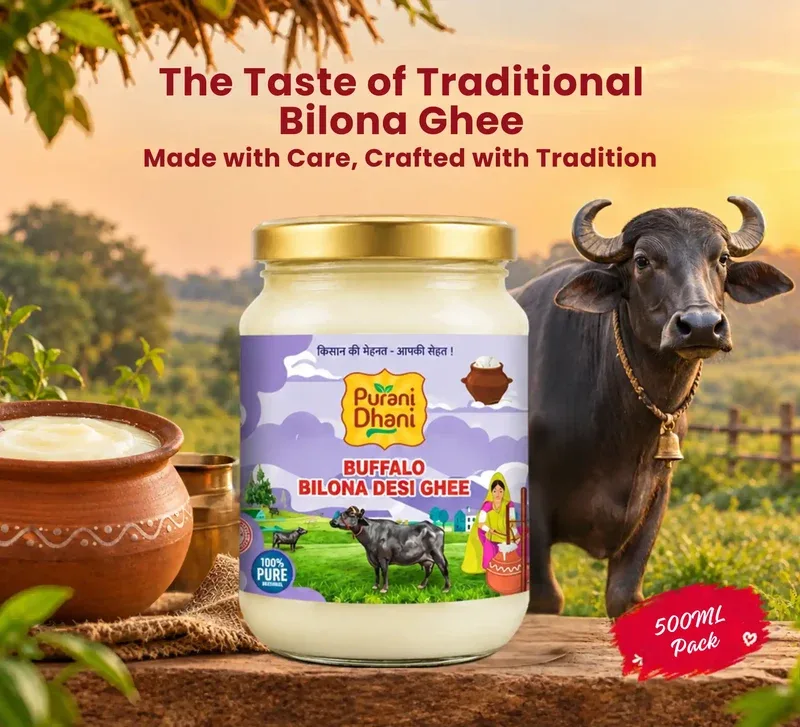 The Taste of Traditional
Bilona Ghee
Made with Care, Crafted with Tradition
किसान की मेहनत - आपकी सेहत !
Purani
Dhani
BUFFALO
BILONA DESI GHEE
100%
PURE
500ML
Pack